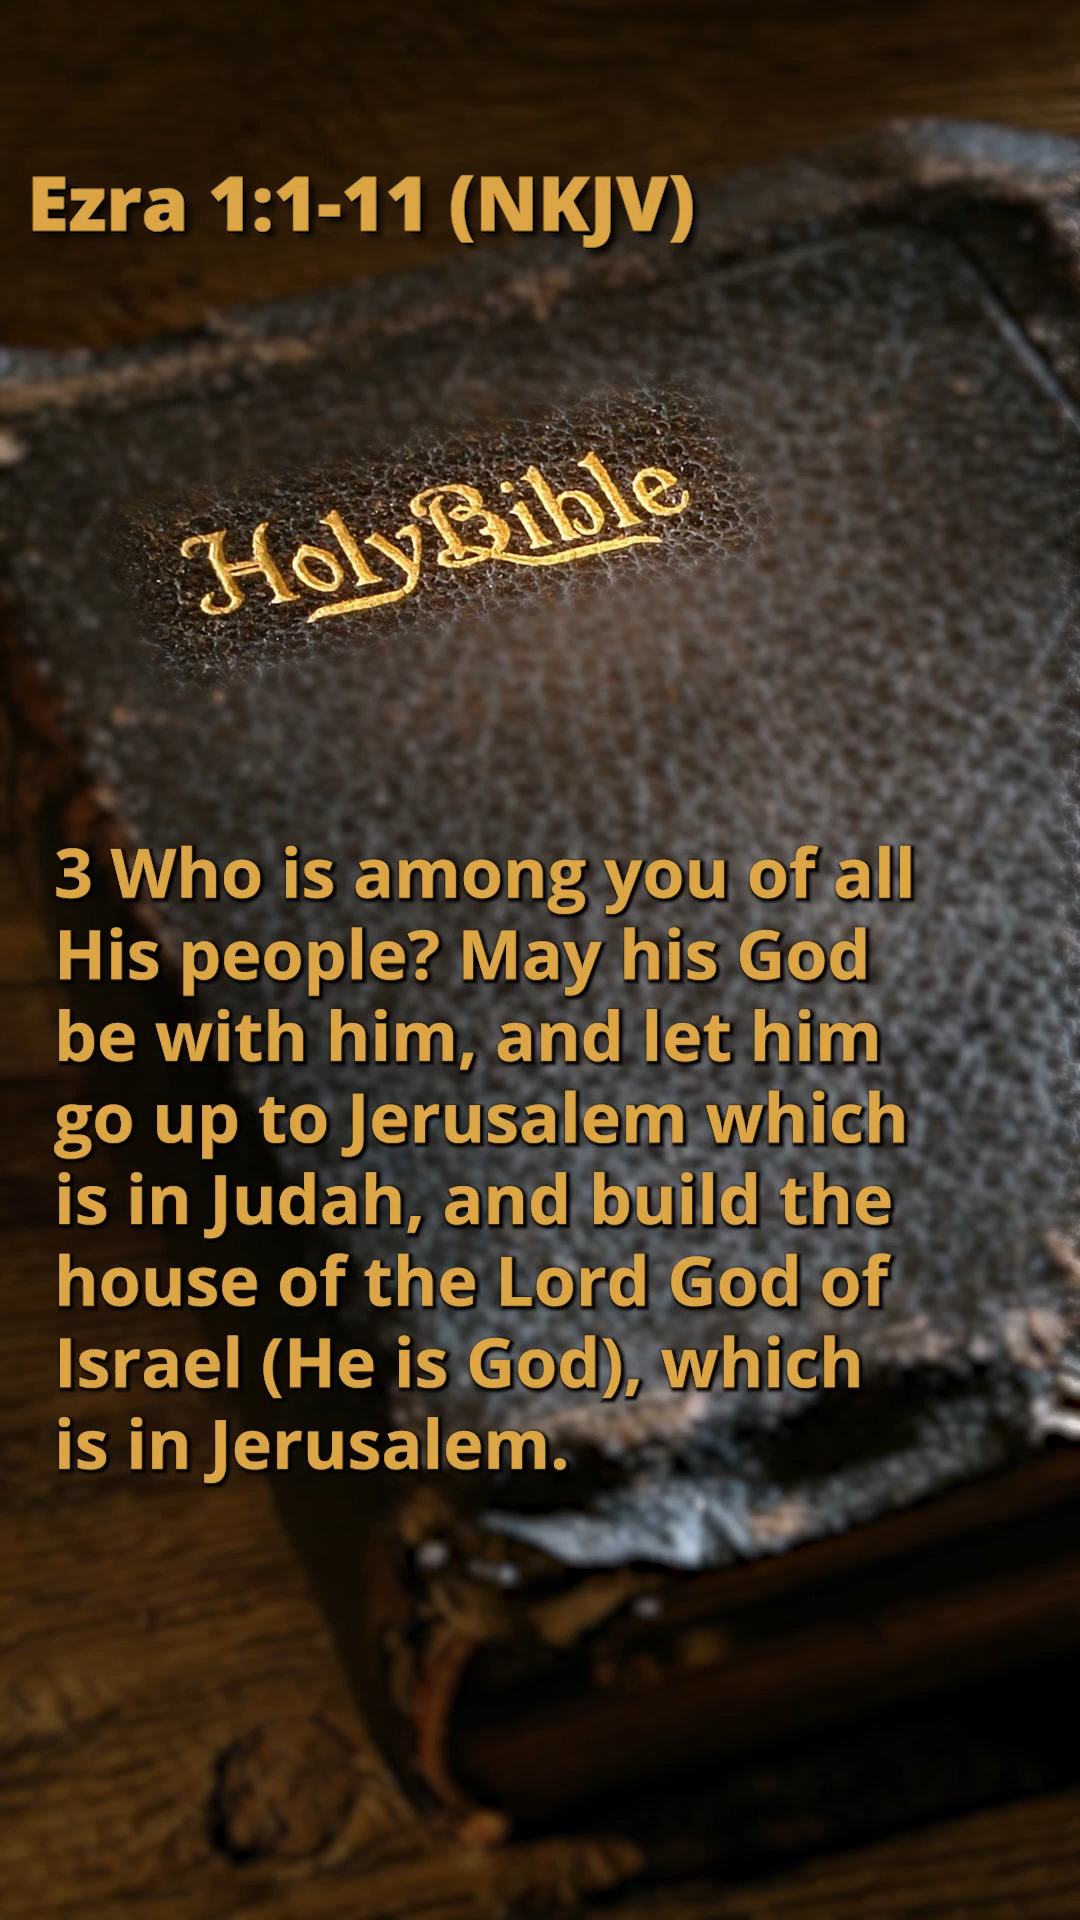 Ezra 1:1-11 (NKJV)
Holy Bible
3 Who is among you of all
His people? May his God
be with him, and let him
go up to Jerusalem which
is in Judah, and build the
house of the Lord God of
Israel (He is God), which
is in Jerusalem.